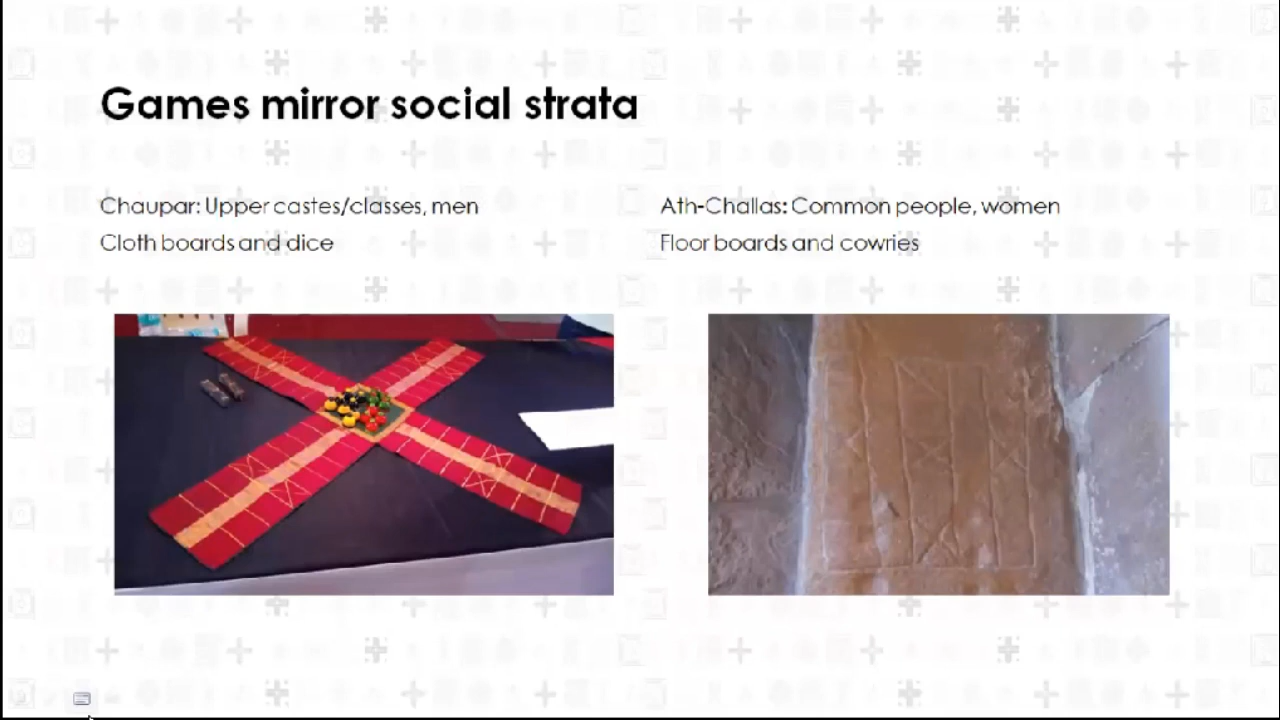 Games mirror social strata
Chaupar: Upper castes/classes, men
Cloth boards and dice
Ath-Challas: Common people, women
Floor boards and cowries